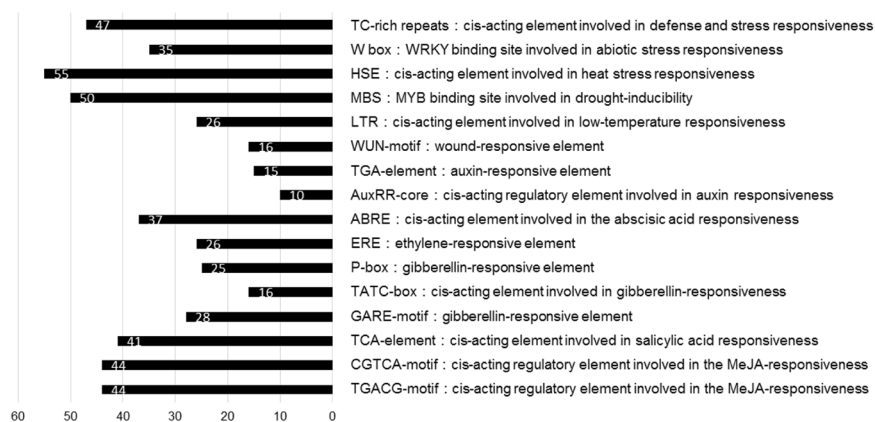 47 TC-rich repeats：cis-acting element involved in defense and stress responsiveness
35 W box：WRKY binding site involved in abiotic stress responsiveness
55 HSE：cis-acting element involved in heat stress responsiveness
50 MBS：MYB binding site involved in drought-inducibility
26 LTR：cis-acting element involved in low-temperature responsiveness
16 WUN-motif：wound-responsive element
15 TGA-element：auxin-responsive element
10 AuxRR-core：cis-acting regulatory element involved in auxin responsiveness
37 ABRE：cis-acting element involved in the abscisic acid responsiveness
26 ERE：ethylene-responsive element
25 P-box：gibberellin-responsive element
16 TATC-box：cis-acting element involved in gibberellin-responsiveness
28 GARE-motif：gibberellin-responsive element
41 TCA-element：cis-acting element involved in salicylic acid responsiveness
44 CGTCA-motif：cis-acting regulatory element involved in the MeJA-responsiveness
44 TGACG-motif：cis-acting regulatory element involved in the MeJA-responsiveness
60 50 40 30 20 10 0